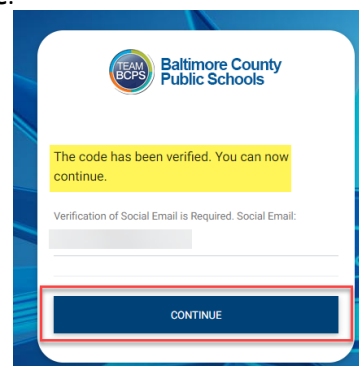 TEAM
BCPS
Baltimore County
Public Schools
The code has been verified. You can now
continue.
Verification of Social Email is Required. Social Email:
CONTINUE